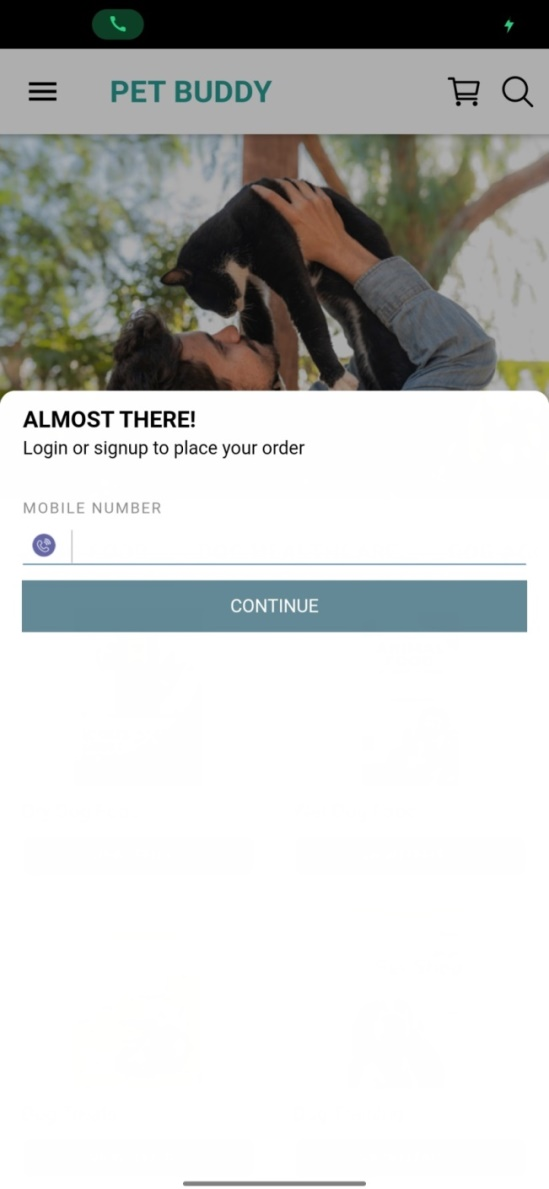 PET BUDDY
ALMOST THERE!
Login or signup to place your order
MOBILE NUMBER
CONTINUE